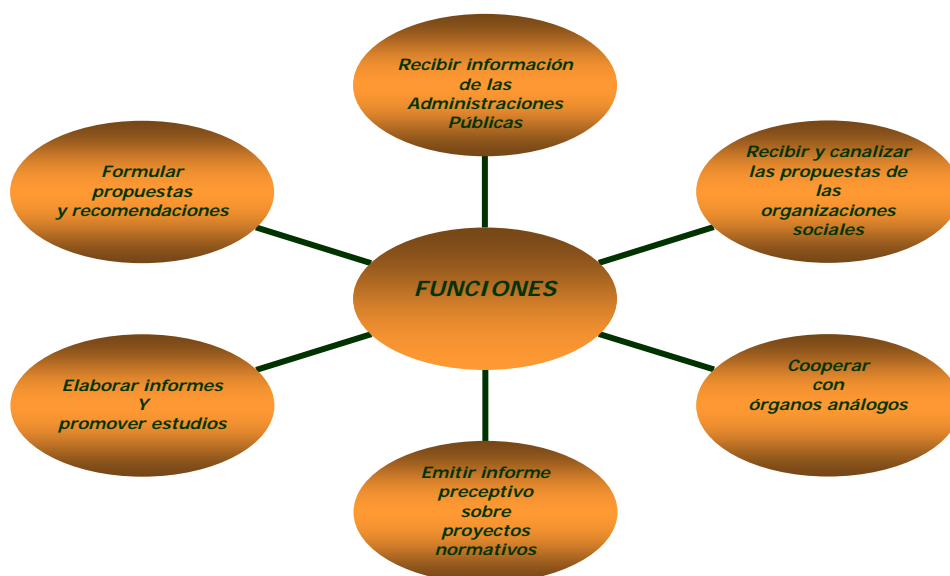 Recibir información
de las
Administraciones
Públicas
Formular
propuestas
y recomendaciones
Recibir y canalizar
las propuestas de
las
organizaciones
sociales
FUNCIONES
Elaborar informes
Y
promover estudios
Cooperar
con
órganos análogos
Emitir informe
preceptivo
sobre
proyectos
normativos